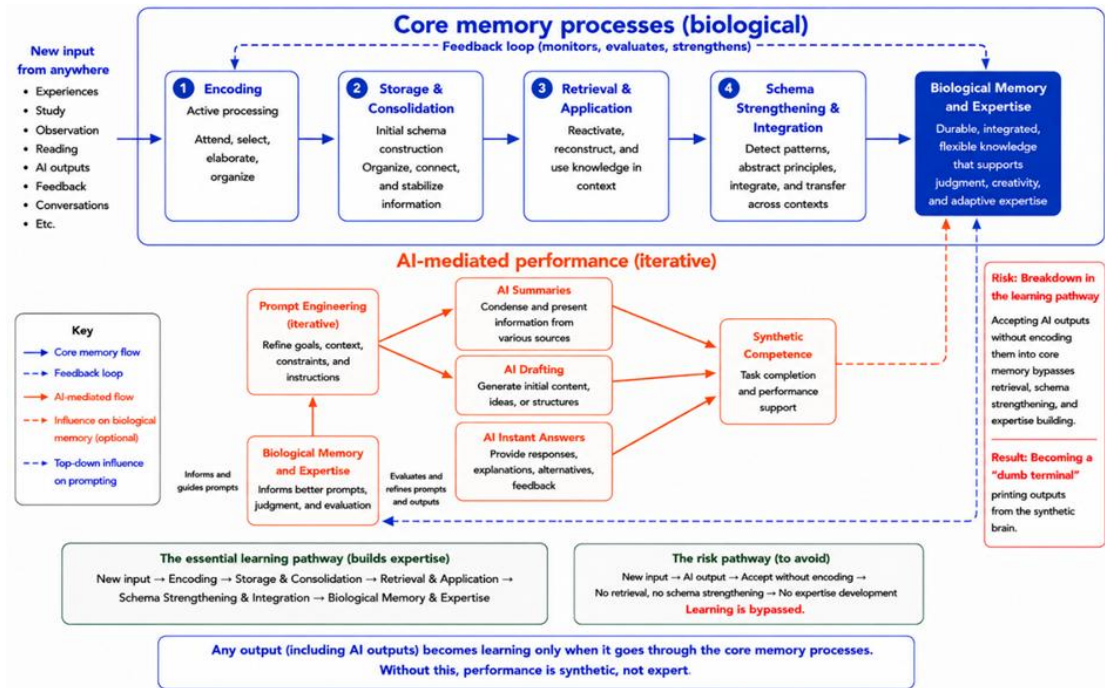 Core memory processes (biological)
Feedback loop (monitors, evaluates, strengthens)
New input
from anywhere
• Experiences
• Study
• Observation
• Reading
• AI outputs
• Feedback
• Conversations
• Etc.
1 Encoding
Active processing
Attend, select,
elaborate,
organize
2 Storage &
Consolidation
Initial schema
construction
Organize, connect,
and stabilize
information
3 Retrieval &
Application
Reactivate,
reconstruct, and
use knowledge in
context
4 Schema
Strengthening &
Integration
Detect patterns,
abstract principles,
integrate, and transfer
across contexts
Biological Memory
and Expertise
Durable, integrated,
flexible knowledge
that supports
judgment, creativity,
and adaptive expertise
AI-mediated performance (iterative)
Prompt Engineering
(iterative)
Refine goals, context,
constraints, and
instructions
AI Summaries
Condense and present
information from
various sources
AI Drafting
Generate initial content,
ideas, or structures
AI Instant Answers
Provide responses,
explanations, alternatives,
feedback
Synthetic
Competence
Task completion
and performance
support
Biological Memory
and Expertise
Informs better prompts,
judgment, and evaluation
Informs and
guides prompts
Evaluates and
refines prompts
and outputs
Key
Core memory flow
Feedback loop
AI-mediated flow
Influence on biological
memory (optional)
Top-down influence
on prompting
Risk: Breakdown in
the learning pathway
Accepting AI outputs
without encoding
them into core
memory bypasses
retrieval, schema
strengthening, and
expertise building.
Result: Becoming a
“dumb terminal”
printing outputs
from the synthetic
brain.
The essential learning pathway (builds expertise)
New input → Encoding → Storage & Consolidation → Retrieval & Application →
Schema Strengthening & Integration → Biological Memory & Expertise
The risk pathway (to avoid)
New input → AI output → Accept without encoding →
No retrieval, no schema strengthening → No expertise development
Learning is bypassed.
Any output (including AI outputs) becomes learning only when it goes through the core memory processes.
Without this, performance is synthetic, not expert.